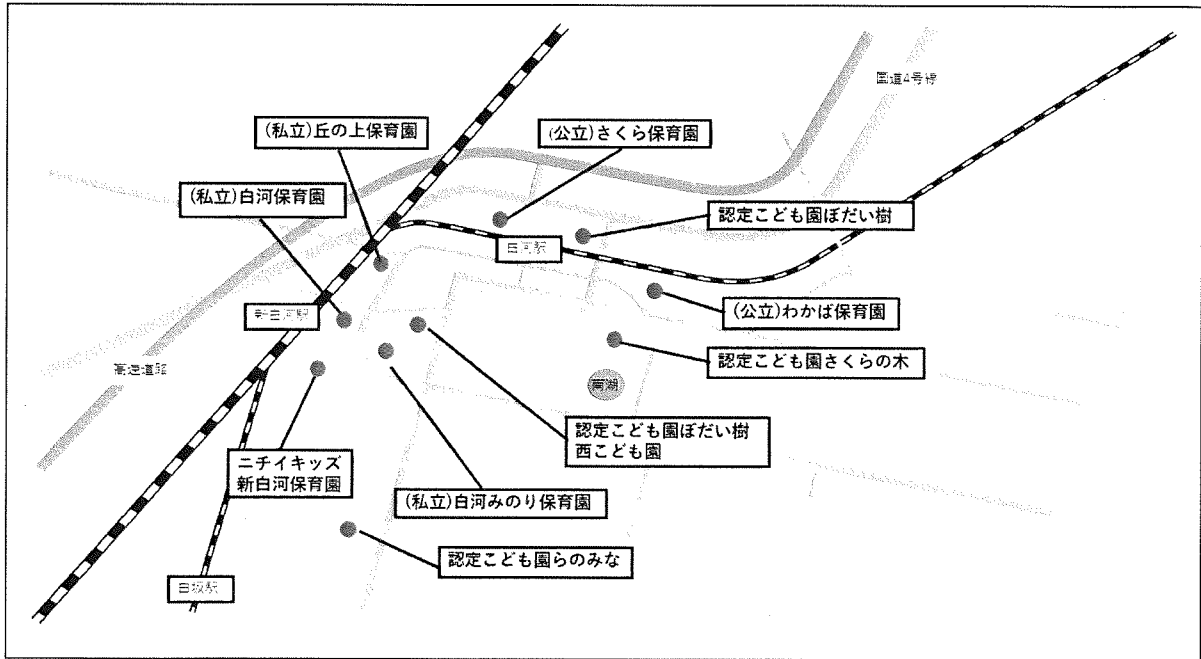 国道4号線
(私立)丘の上保育園
(公立)さくら保育園
(私立)白河保育園
認定こども園ぼだい樹
白河駅
新白河駅
(公立)わかば保育園
高速道路
認定こども園さくらの木
南湖
認定こども園ぼだい樹
西こども園
ニチイキッズ
新白河保育園
(私立)白河みのり保育園
認定こども園らのみな
白坂駅